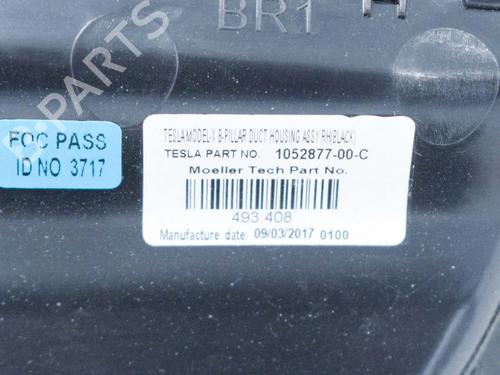 BR1 H
B-PARTS
FOC PASS
ID NO 3717
TESLA MODEL-X B-PILLAR DUCT HOUSING ASSY RH(BLACK)
TESLA PART NO. 1052877-00-C
Moeller Tech Part No.
493 408
Manufacture date: 09/03/2017 0100